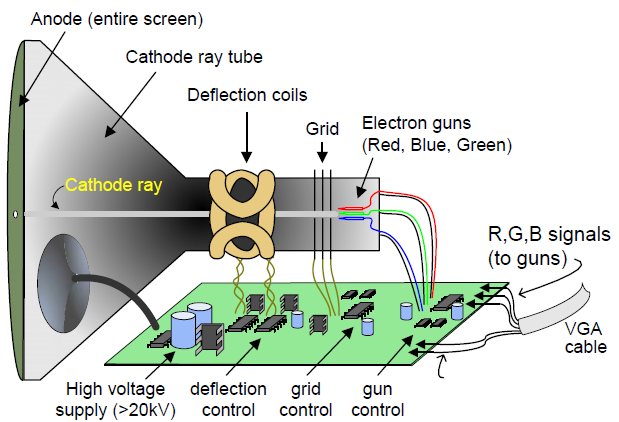 Anode (entire screen)
Cathode ray tube
Deflection coils
Grid
Electron guns
(Red, Blue, Green)
Cathode ray
R,G,B signals
(to guns)
VGA
cable
High voltage
supply (>20kV)
deflection
control
grid
control
gun
control